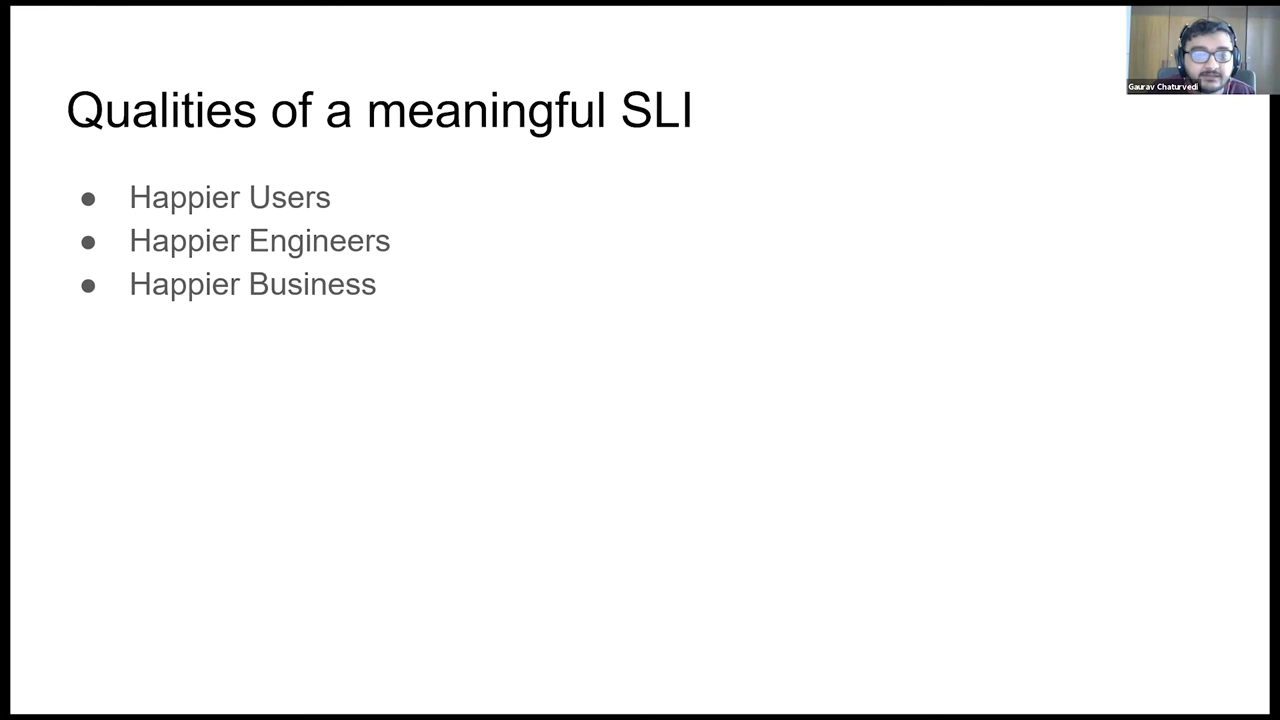 Qualities of a meaningful SLI
● Happier Users
● Happier Engineers
● Happier Business
Gaurav Chaturvedi